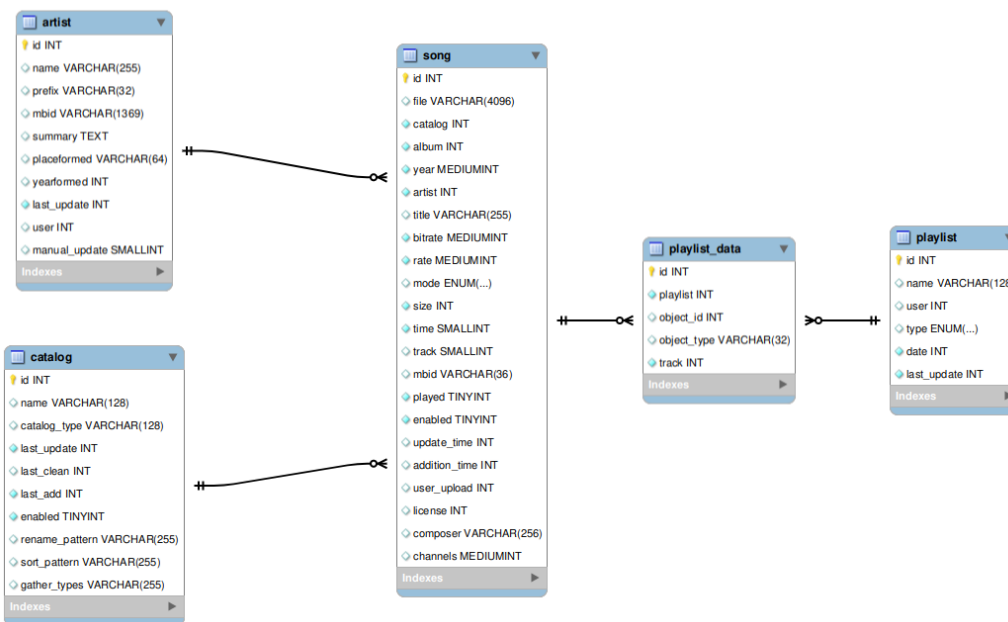 artist
id INT
name VARCHAR(255)
prefix VARCHAR(32)
mbid VARCHAR(1369)
summary TEXT
placeformed VARCHAR(64)
yearformed INT
last_update INT
user INT
manual_update SMALLINT
Indexes
catalog
id INT
name VARCHAR(128)
catalog_type VARCHAR(128)
last_update INT
last_clean INT
last_add INT
enabled TINYINT
rename_pattern VARCHAR(255)
sort_pattern VARCHAR(255)
gather_types VARCHAR(255)
Indexes
song
id INT
file VARCHAR(4096)
catalog INT
album INT
year MEDIUMINT
artist INT
title VARCHAR(255)
bitrate MEDIUMINT
rate MEDIUMINT
mode ENUM(...)
size INT
time SMALLINT
track SMALLINT
mbid VARCHAR(36)
played TINYINT
enabled TINYINT
update_time INT
addition_time INT
user_upload INT
license INT
composer VARCHAR(256)
channels MEDIUMINT
Indexes
playlist_data
id INT
playlist INT
object_id INT
object_type VARCHAR(32)
track INT
Indexes
playlist
id INT
name VARCHAR(128
user INT
type ENUM(...)
date INT
last_update INT
Indexes